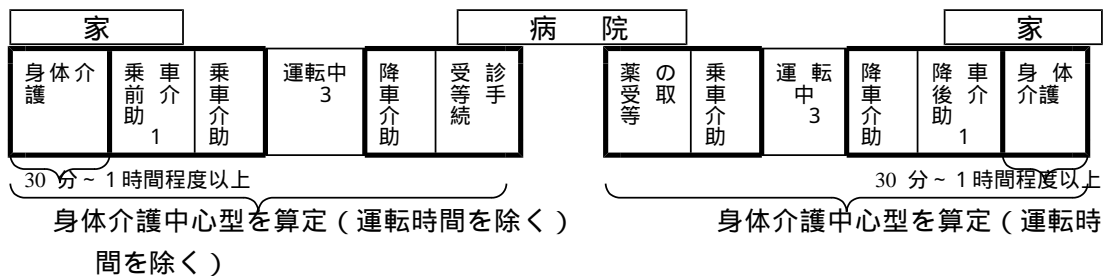 家 病 院 家
身体介護 乗車前介助1 乗車介助 運転中3 降車介助 受診等手続 薬の受取等 乗車介助 運転中3 降車介助 降車後介助1 身体介護
30 分~1時間程度以上 30 分~1時間程度以上
身体介護中心型を算定(運転時間を除く) 身体介護中心型を算定(運転時
間を除く)